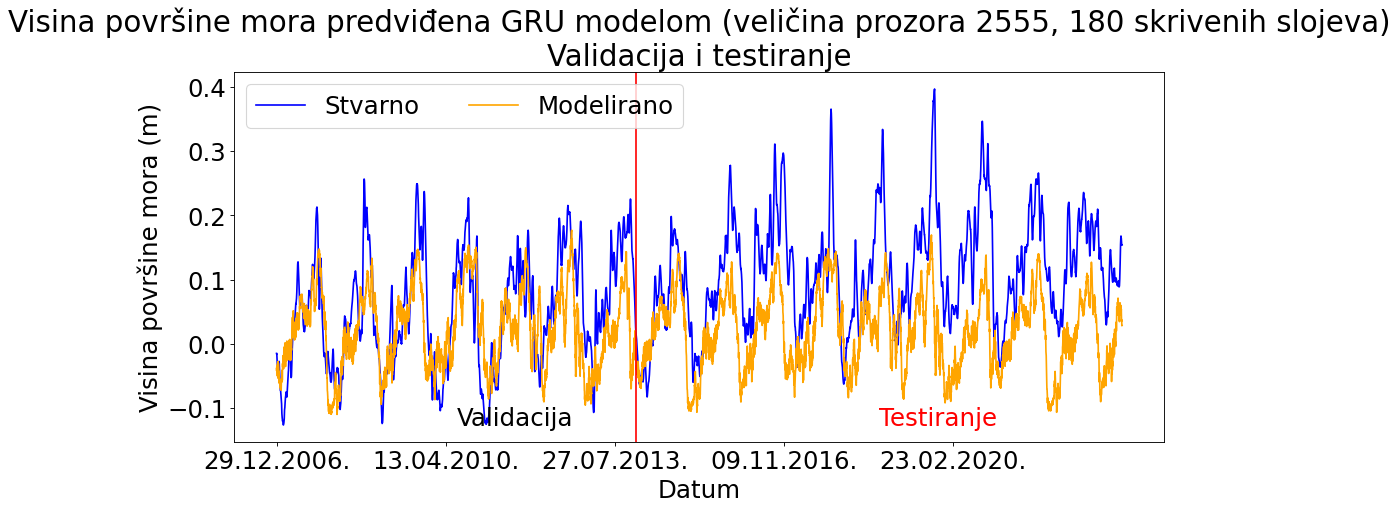 Visina površine mora predviđena GRU modelom (veličina prozora 2555, 180 skrivenih slojeva)
Validacija i testiranje
Stvarno Modelirano
Visina površine mora (m)
0.4
0.3
0.2
0.1
0.0
−0.1
Validacija
Testiranje
29.12.2006. 13.04.2010. 27.07.2013. 09.11.2016. 23.02.2020.
Datum